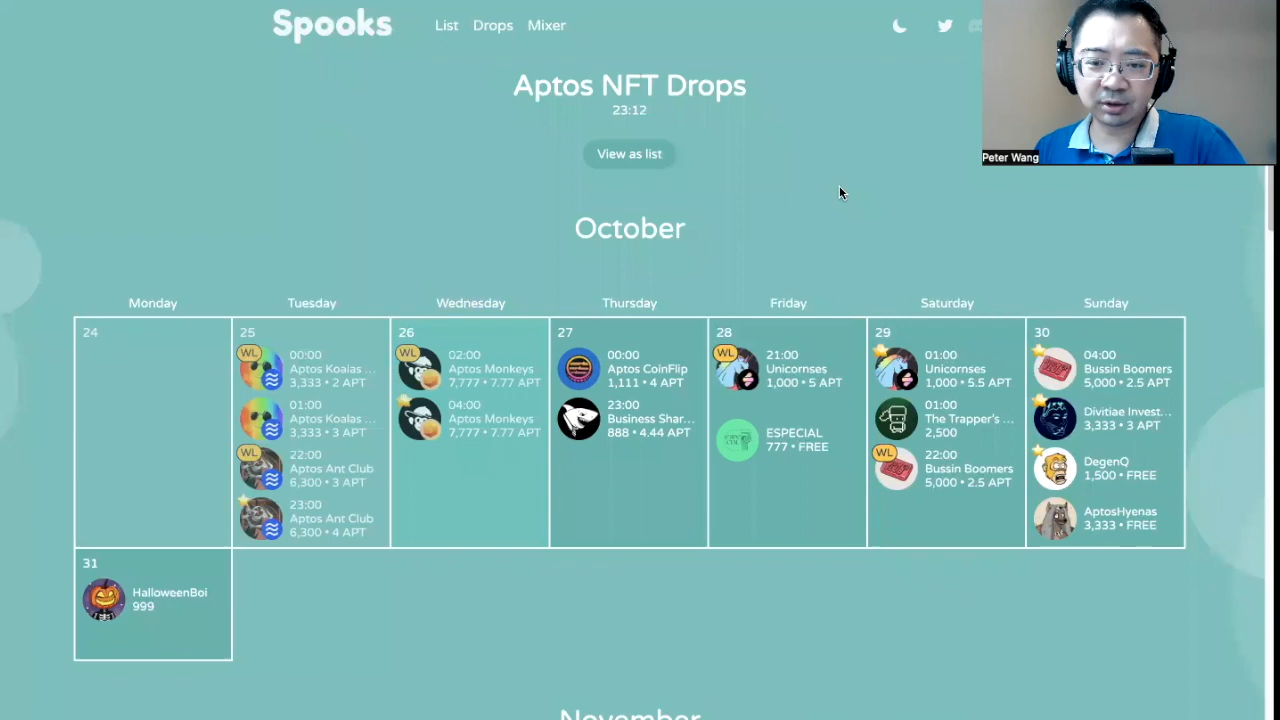 Spooks
List
Drops
Mixer
Aptos NFT Drops
23:12
View as list
Peter Wang
October
Monday
Tuesday
Wednesday
Thursday
Friday
Saturday
Sunday
24
25
WL
00:00
Aptos Koalas ...
3,333 • 2 APT
01:00
Aptos Koalas ...
3,333 • 3 APT
WL
22:00
Aptos Ant Club
6,300 • 3 APT
23:00
Aptos Ant Club
6,300 • 4 APT
26
WL
02:00
Aptos Monkeys
7,777 • 7.77 APT
04:00
Aptos Monkeys
7,777 • 7.77 APT
27
00:00
Aptos CoinFlip
1,111 • 4 APT
23:00
Business Shar...
888 • 4.44 APT
28
WL
21:00
Unicornses
1,000 • 5 APT
ESPECIAL
777 • FREE
29
01:00
Unicornses
1,000 • 5.5 APT
01:00
The Trapper's ...
2,500
WL
22:00
Bussin Boomers
5,000 • 2.5 APT
30
04:00
Bussin Boomers
5,000 • 2.5 APT
Divitiae Invest...
3,333 • 3 APT
DegenQ
1,500 • FREE
AptosHyenas
3,333 • FREE
31
HalloweenBoi
999
November